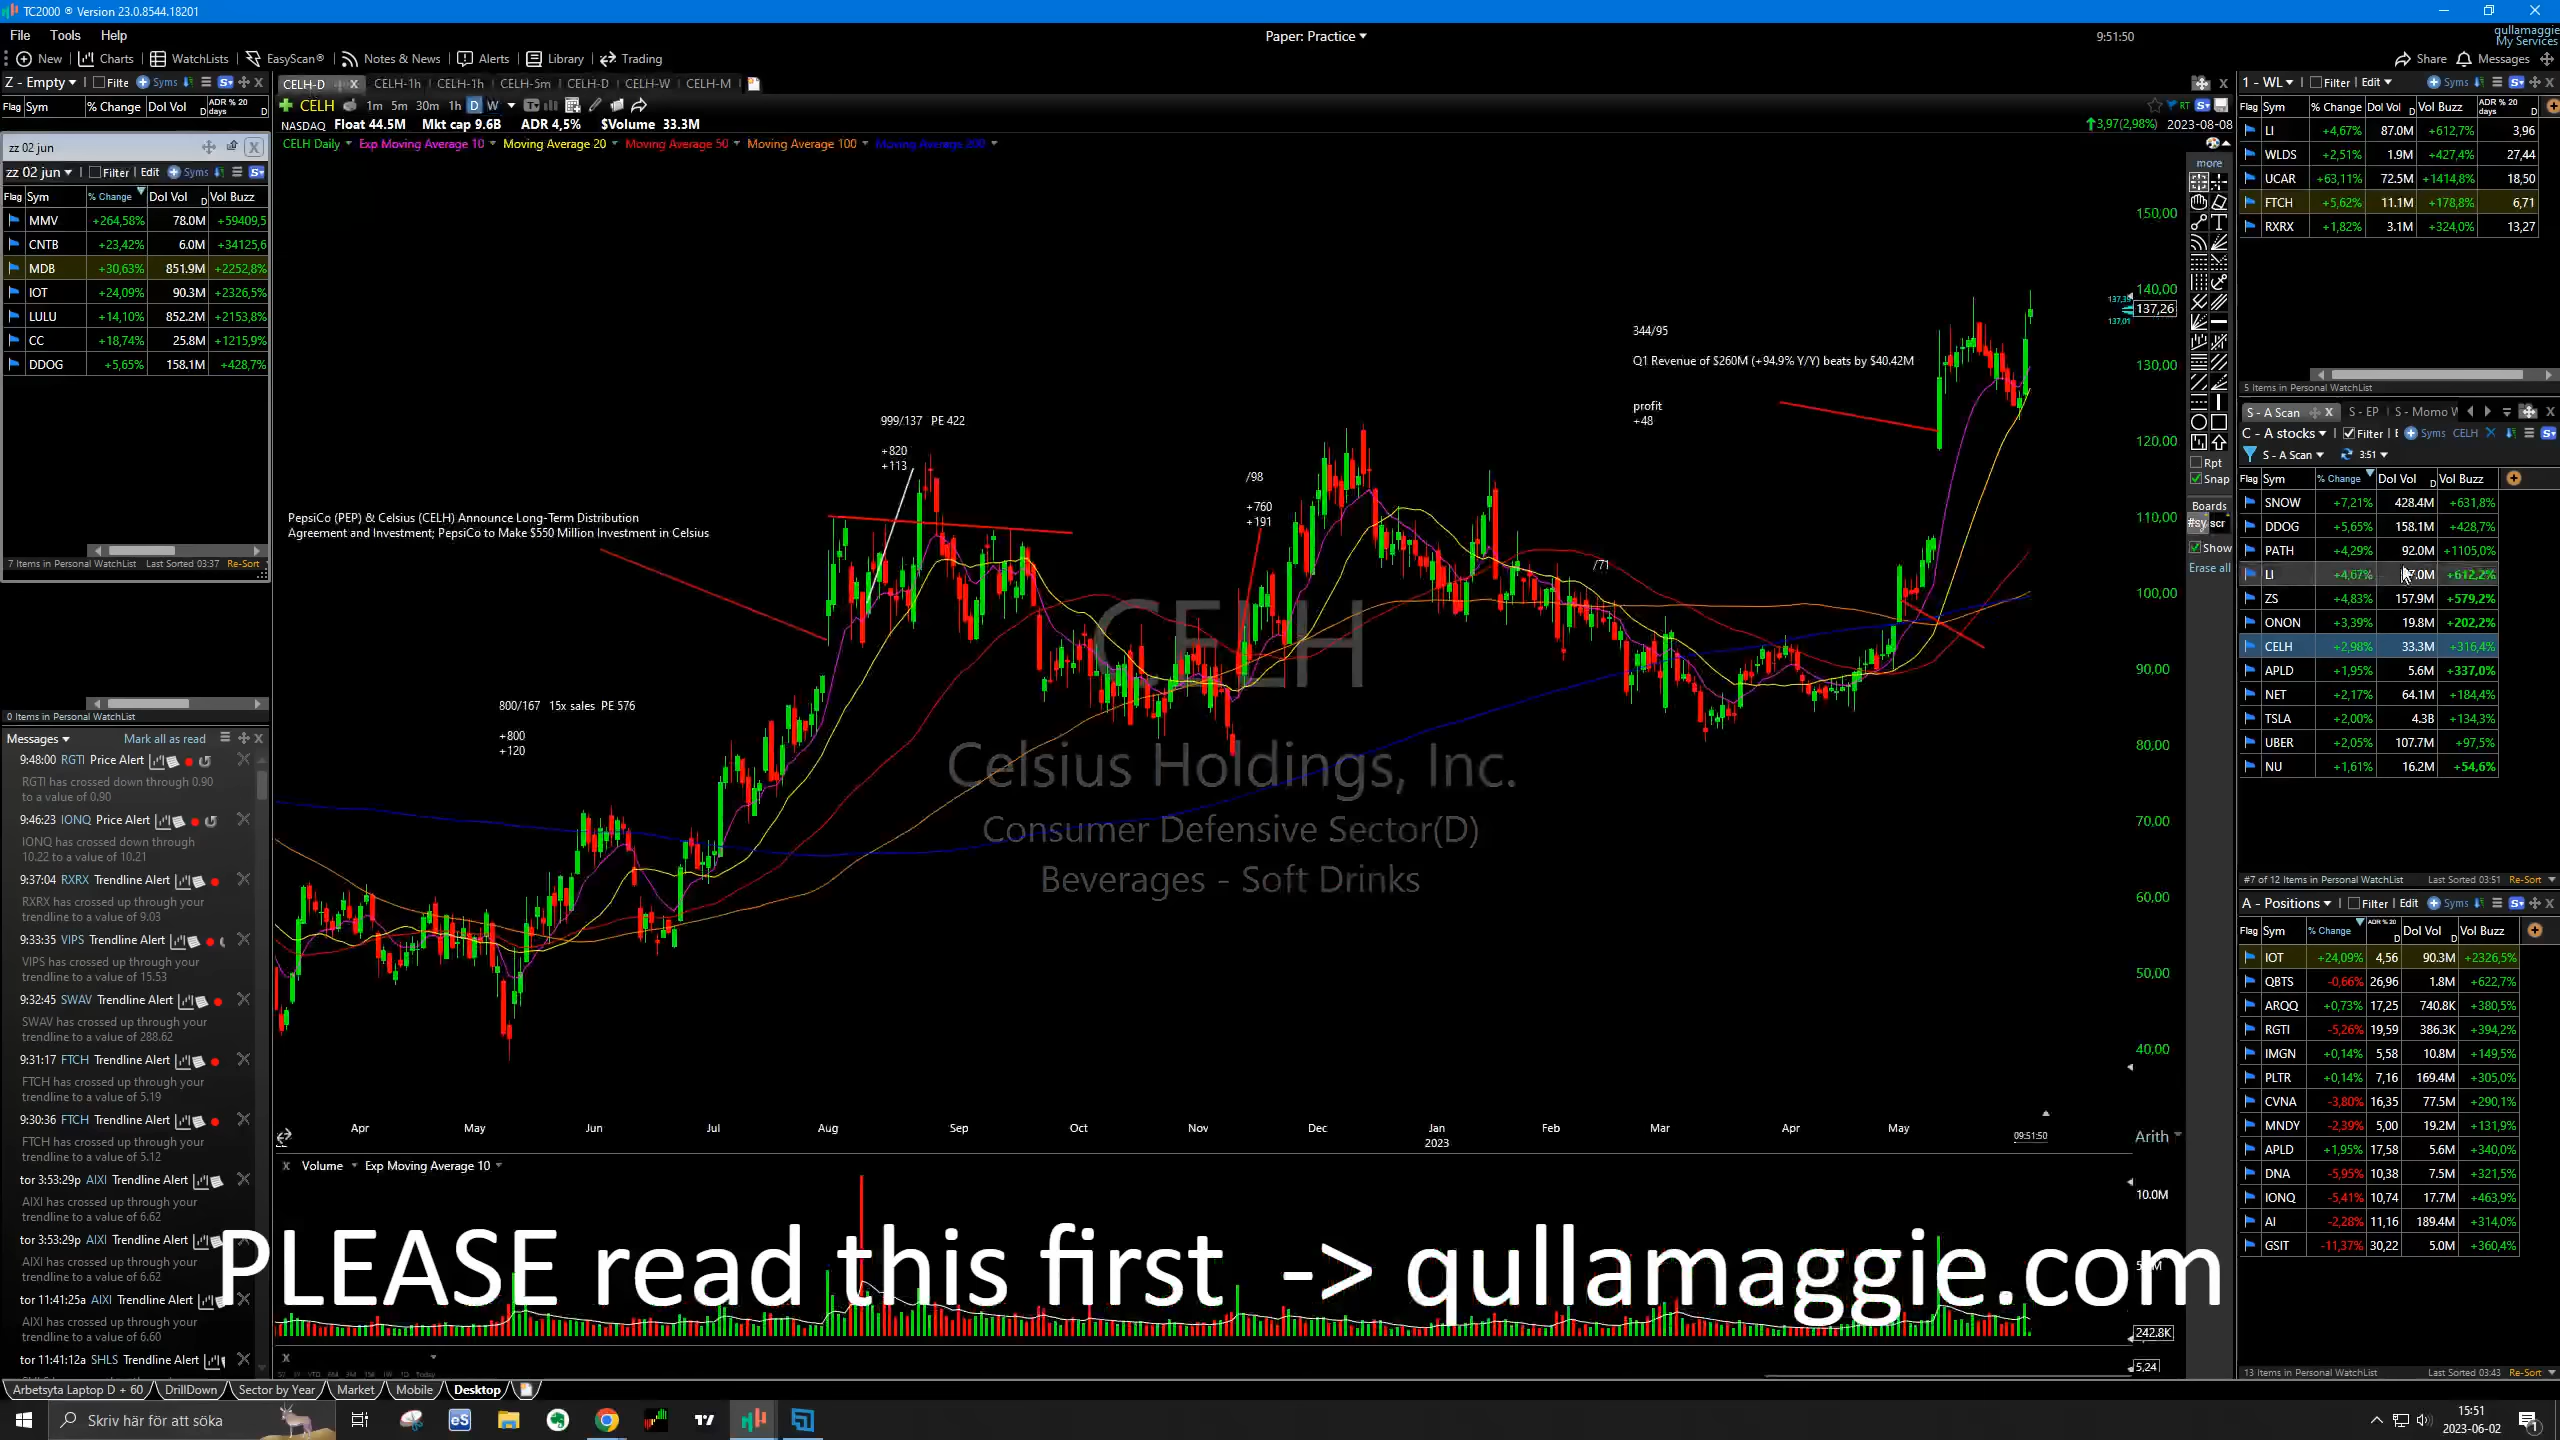 TC2000 ® Version 23.0.8544.18201
File Tools Help
Paper: Practice
9:51:50
qullamaggie
My Services
New Charts WatchLists EasyScan® Notes & News Alerts Library Trading
Share Messages
Z - Empty Filte Syms
Flag Sym % Change Dol Vol D ADR % 20 days D
zz 02 jun
zz 02 jun Filter Edit Syms
Flag Sym % Change Dol Vol D Vol Buzz
MMV +264,58% 78.0M +59409,5
CNTB +23,42% 6.0M +34125,6
MDB +30,63% 851.9M +2252,8%
IOT +24,09% 90.3M +2326,5%
LULU +14,10% 852.2M +2153,8%
CC +18,74% 25.8M +1215,9%
DDOG +5,65% 158.1M +428,7%
7 Items in Personal WatchList Last Sorted 03:37 Re-Sort
0 Items in Personal WatchList
Messages Mark all as read
9:48:00 RGTI Price Alert
RGTI has crossed down through 0.90
to a value of 0.90
9:46:23 IONQ Price Alert
IONQ has crossed down through
10.22 to a value of 10.21
9:37:04 RXRX Trendline Alert
RXRX has crossed up through your
trendline to a value of 9.03
9:33:35 VIPS Trendline Alert
VIPS has crossed up through your
trendline to a value of 15.53
9:32:45 SWAV Trendline Alert
SWAV has crossed up through your
trendline to a value of 288.62
9:31:17 FTCH Trendline Alert
FTCH has crossed up through your
trendline to a value of 5.19
9:30:36 FTCH Trendline Alert
FTCH has crossed up through your
trendline to a value of 5.12
tor 3:53:29p AIXI Trendline Alert
AIXI has crossed up through your
trendline to a value of 6.62
tor 3:53:29p AIXI Trendline Alert
AIXI has crossed up through your
trendline to a value of 6.62
tor 11:41:25a AIXI Trendline Alert
AIXI has crossed up through your
trendline to a value of 6.60
tor 11:41:12a SHLS Trendline Alert
CELH-D CELH-1h CELH-1h CELH-5m CELH-D CELH-W CELH-M
CELH 1m 5m 30m 1h D W
NASDAQ Float 44.5M Mkt cap 9.6B ADR 4,5% $Volume 33.3M
3,97(2,98%) 2023-08-08
CELH Daily Exp Moving Average 10 Moving Average 20 Moving Average 50 Moving Average 100 Moving Average 200
344/95
Q1 Revenue of $260M (+94.9% Y/Y) beats by $40.42M
profit
+48
999/137 PE 422
+820
+113
/98
+760
+191
PepsiCo (PEP) & Celsius (CELH) Announce Long-Term Distribution
Agreement and Investment; PepsiCo to Make $550 Million Investment in Celsius
/71
800/167 15x sales PE 576
+800
+120
CELH
Celsius Holdings, Inc.
Consumer Defensive Sector(D)
Beverages - Soft Drinks
150,00
140,00
137,26
137,01
130,00
120,00
110,00
100,00
90,00
80,00
70,00
60,00
50,00
40,00
Apr May Jun Jul Aug Sep Oct Nov Dec Jan Feb Mar Apr May
2023
09:51:50
Arith
Volume Exp Moving Average 10
10.0M
242.8K
5,24
PLEASE read this first -> qullamaggie.com
more
Rpt
Snap
Boards
#sy scr
Show
Erase all
1 - WL Filter Edit Syms
Flag Sym % Change Dol Vol D Vol Buzz ADR % 20 days D
LI +4,67% 87.0M +612,7% 3,96
WLDS +2,51% 1.9M +427,4% 27,44
UCAR +63,11% 72.5M +1414,8% 18,50
FTCH +5,62% 11.1M +178,8% 6,71
RXRX +1,82% 3.1M +324,0% 13,27
5 Items in Personal WatchList
S - A Scan S - EP S - Momo
C - A stocks Filter Syms CELH
S - A Scan 3:51
Flag Sym % Change Dol Vol D Vol Buzz
SNOW +7,21% 428.4M +631,8%
DDOG +5,65% 158.1M +428,7%
PATH +4,29% 92.0M +1105,0%
LI +4,67% 7.0M +612,2%
ZS +4,83% 157.9M +579,2%
ONON +3,39% 19.8M +202,2%
CELH +2,98% 33.3M +316,4%
APLD +1,95% 5.6M +337,0%
NET +2,17% 64.1M +184,4%
TSLA +2,00% 4.3B +134,3%
UBER +2,05% 107.7M +97,5%
NU +1,61% 16.2M +54,6%
#7 of 12 Items in Personal WatchList Last Sorted 03:51 Re-Sort
A - Positions Filter Edit Syms
Flag Sym % Change ADR % 20 D Dol Vol D Vol Buzz
IOT +24,09% 4,56 90.3M +2326,5%
QBTS -0,66% 26,96 1.8M +622,7%
ARQQ +0,73% 17,25 740.8K +380,5%
RGTI -5,26% 19,59 386.3K +394,2%
IMGN +0,14% 5,58 10.8M +149,5%
PLTR +0,14% 7,16 169.4M +305,0%
CVNA -3,80% 16,35 77.5M +290,1%
MNDY -2,39% 5,00 19.2M +131,9%
APLD +1,95% 17,58 5.6M +340,0%
DNA -5,95% 10,38 7.5M +321,5%
IONQ -5,41% 10,74 17.7M +463,9%
AI -2,28% 11,16 189.4M +314,0%
GSIT -11,37% 30,22 5.0M +360,4%
13 Items in Personal WatchList Last Sorted 03:43 Re-Sort
Arbetsyta Laptop D + 60 DrillDown Sector by Year Market Mobile Desktop
Skriv här för att söka
15:51
2023-06-02